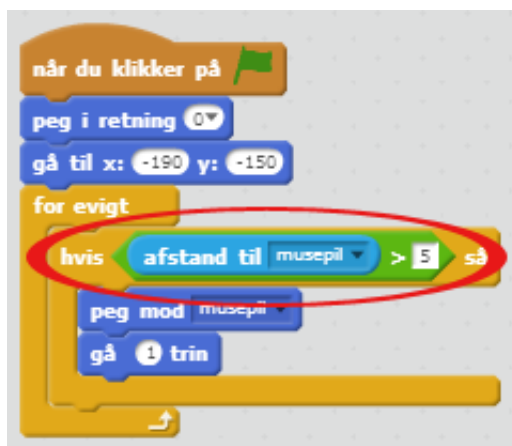 når du klikker på
peg i retning 0
gå til x: -190 y: -150
for evigt
hvis afstand til musepil > 5 så
peg mod musepil
gå 1 trin